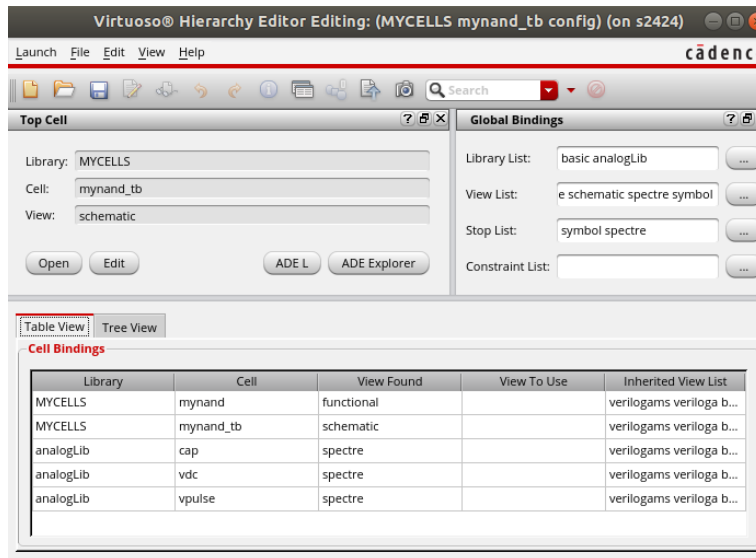 Virtuoso® Hierarchy Editor Editing: (MYCELLS mynand_tb config) (on s2424)
Launch File Edit View Help
cādenc
Search
Top Cell
Global Bindings
Library: MYCELLS
Cell: mynand_tb
View: schematic
Open Edit ADE L ADE Explorer
Library List: basic analogLib ...
View List: e schematic spectre symbol ...
Stop List: symbol spectre ...
Constraint List: ...
Table View Tree View
Cell Bindings
Library Cell View Found View To Use Inherited View List
MYCELLS mynand functional verilogams veriloga b...
MYCELLS mynand_tb schematic verilogams veriloga b...
analogLib cap spectre verilogams veriloga b...
analogLib vdc spectre verilogams veriloga b...
analogLib vpulse spectre verilogams veriloga b...